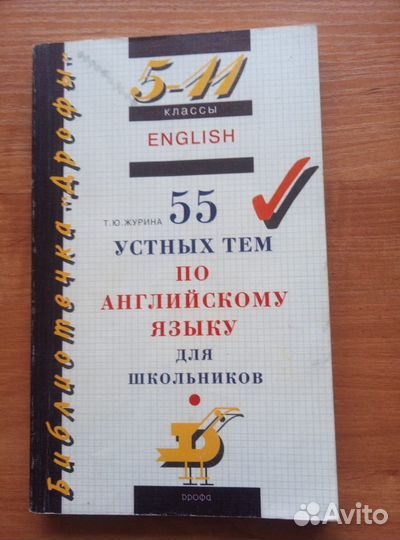 Библиотечка "Дрофы"
5-11
КЛАССЫ
ENGLISH
Т.Ю.ЖУРИНА 55
УСТНЫХ ТЕМ
ПО
АНГЛИЙСКОМУ
ЯЗЫКУ
ДЛЯ
ШКОЛЬНИКОВ
дрофа
Avito